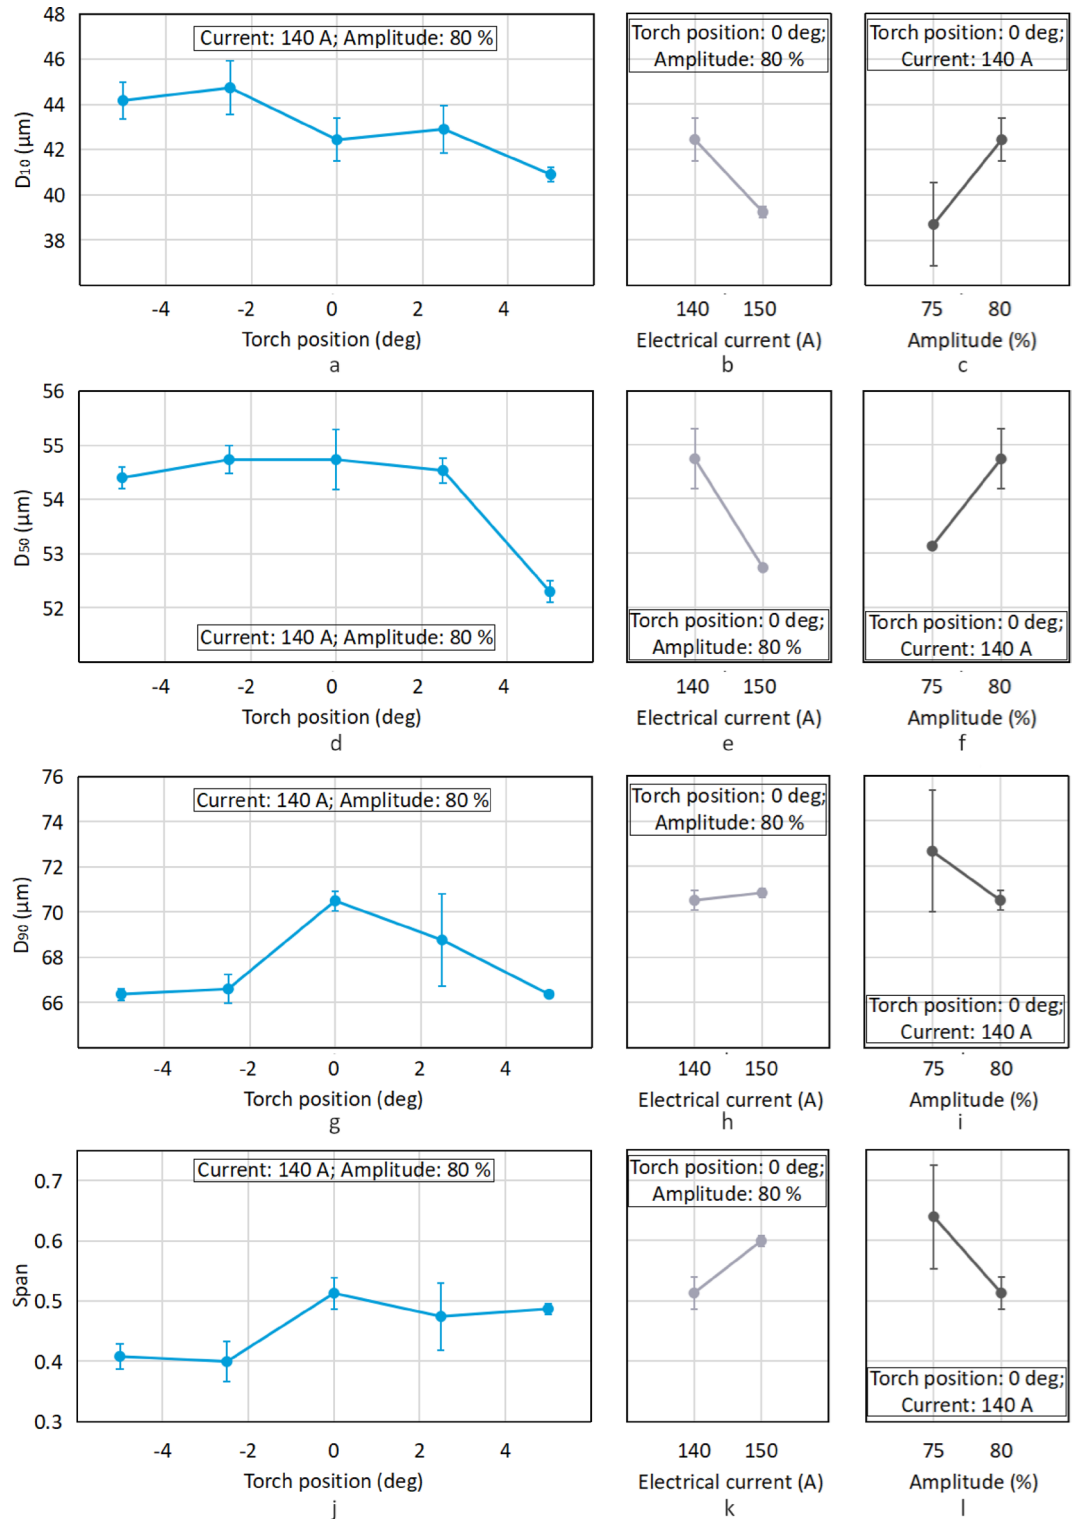 48
46
44
42
40
38
D10 (µm)
Current: 140 A; Amplitude: 80 %
-4
-2
0
2
4
Torch position (deg)
a
Torch position: 0 deg;
Amplitude: 80 %
140
150
Electrical current (A)
b
Torch position: 0 deg;
Current: 140 A
75
80
Amplitude (%)
c
56
55
54
53
52
D50 (µm)
Current: 140 A; Amplitude: 80 %
-4
-2
0
2
4
Torch position (deg)
d
Torch position: 0 deg;
Amplitude: 80 %
140
150
Electrical current (A)
e
Torch position: 0 deg;
Current: 140 A
75
80
Amplitude (%)
f
76
74
72
70
68
66
D90 (µm)
Current: 140 A; Amplitude: 80 %
-4
-2
0
2
4
Torch position (deg)
g
Torch position: 0 deg;
Amplitude: 80 %
140
150
Electrical current (A)
h
Torch position: 0 deg;
Current: 140 A
75
80
Amplitude (%)
i
0.7
0.6
0.5
0.4
0.3
Span
Current: 140 A; Amplitude: 80 %
-4
-2
0
2
4
Torch position (deg)
j
Torch position: 0 deg;
Amplitude: 80 %
140
150
Electrical current (A)
k
Torch position: 0 deg;
Current: 140 A
75
80
Amplitude (%)
l